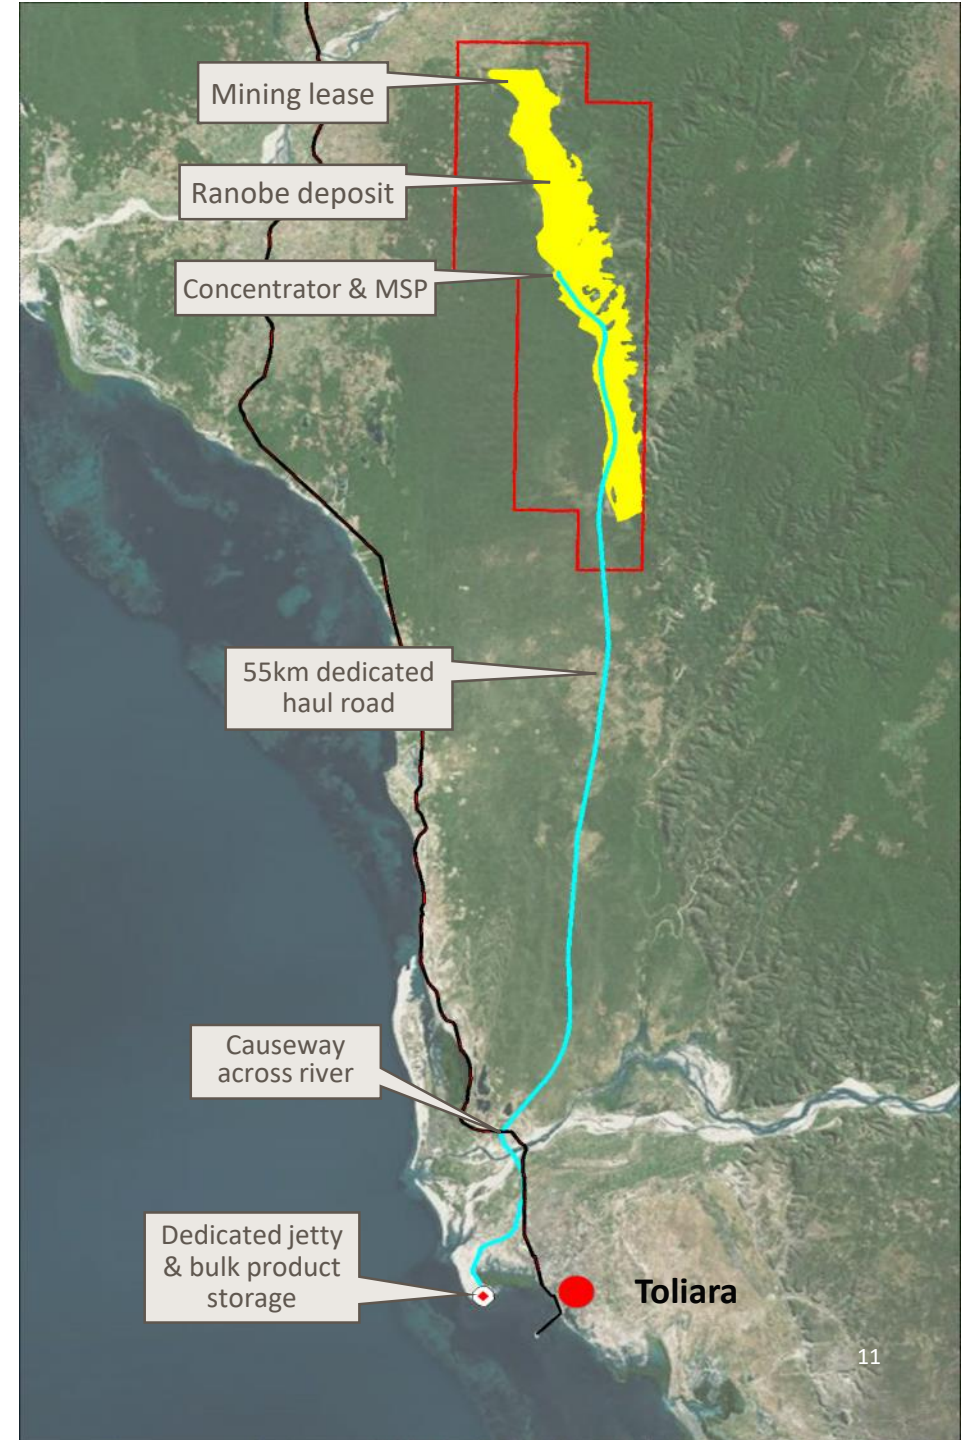 Mining lease
Ranobe deposit
Concentrator & MSP
55km dedicated
haul road
Causeway
across river
Dedicated jetty
& bulk product
storage
Toliara
11